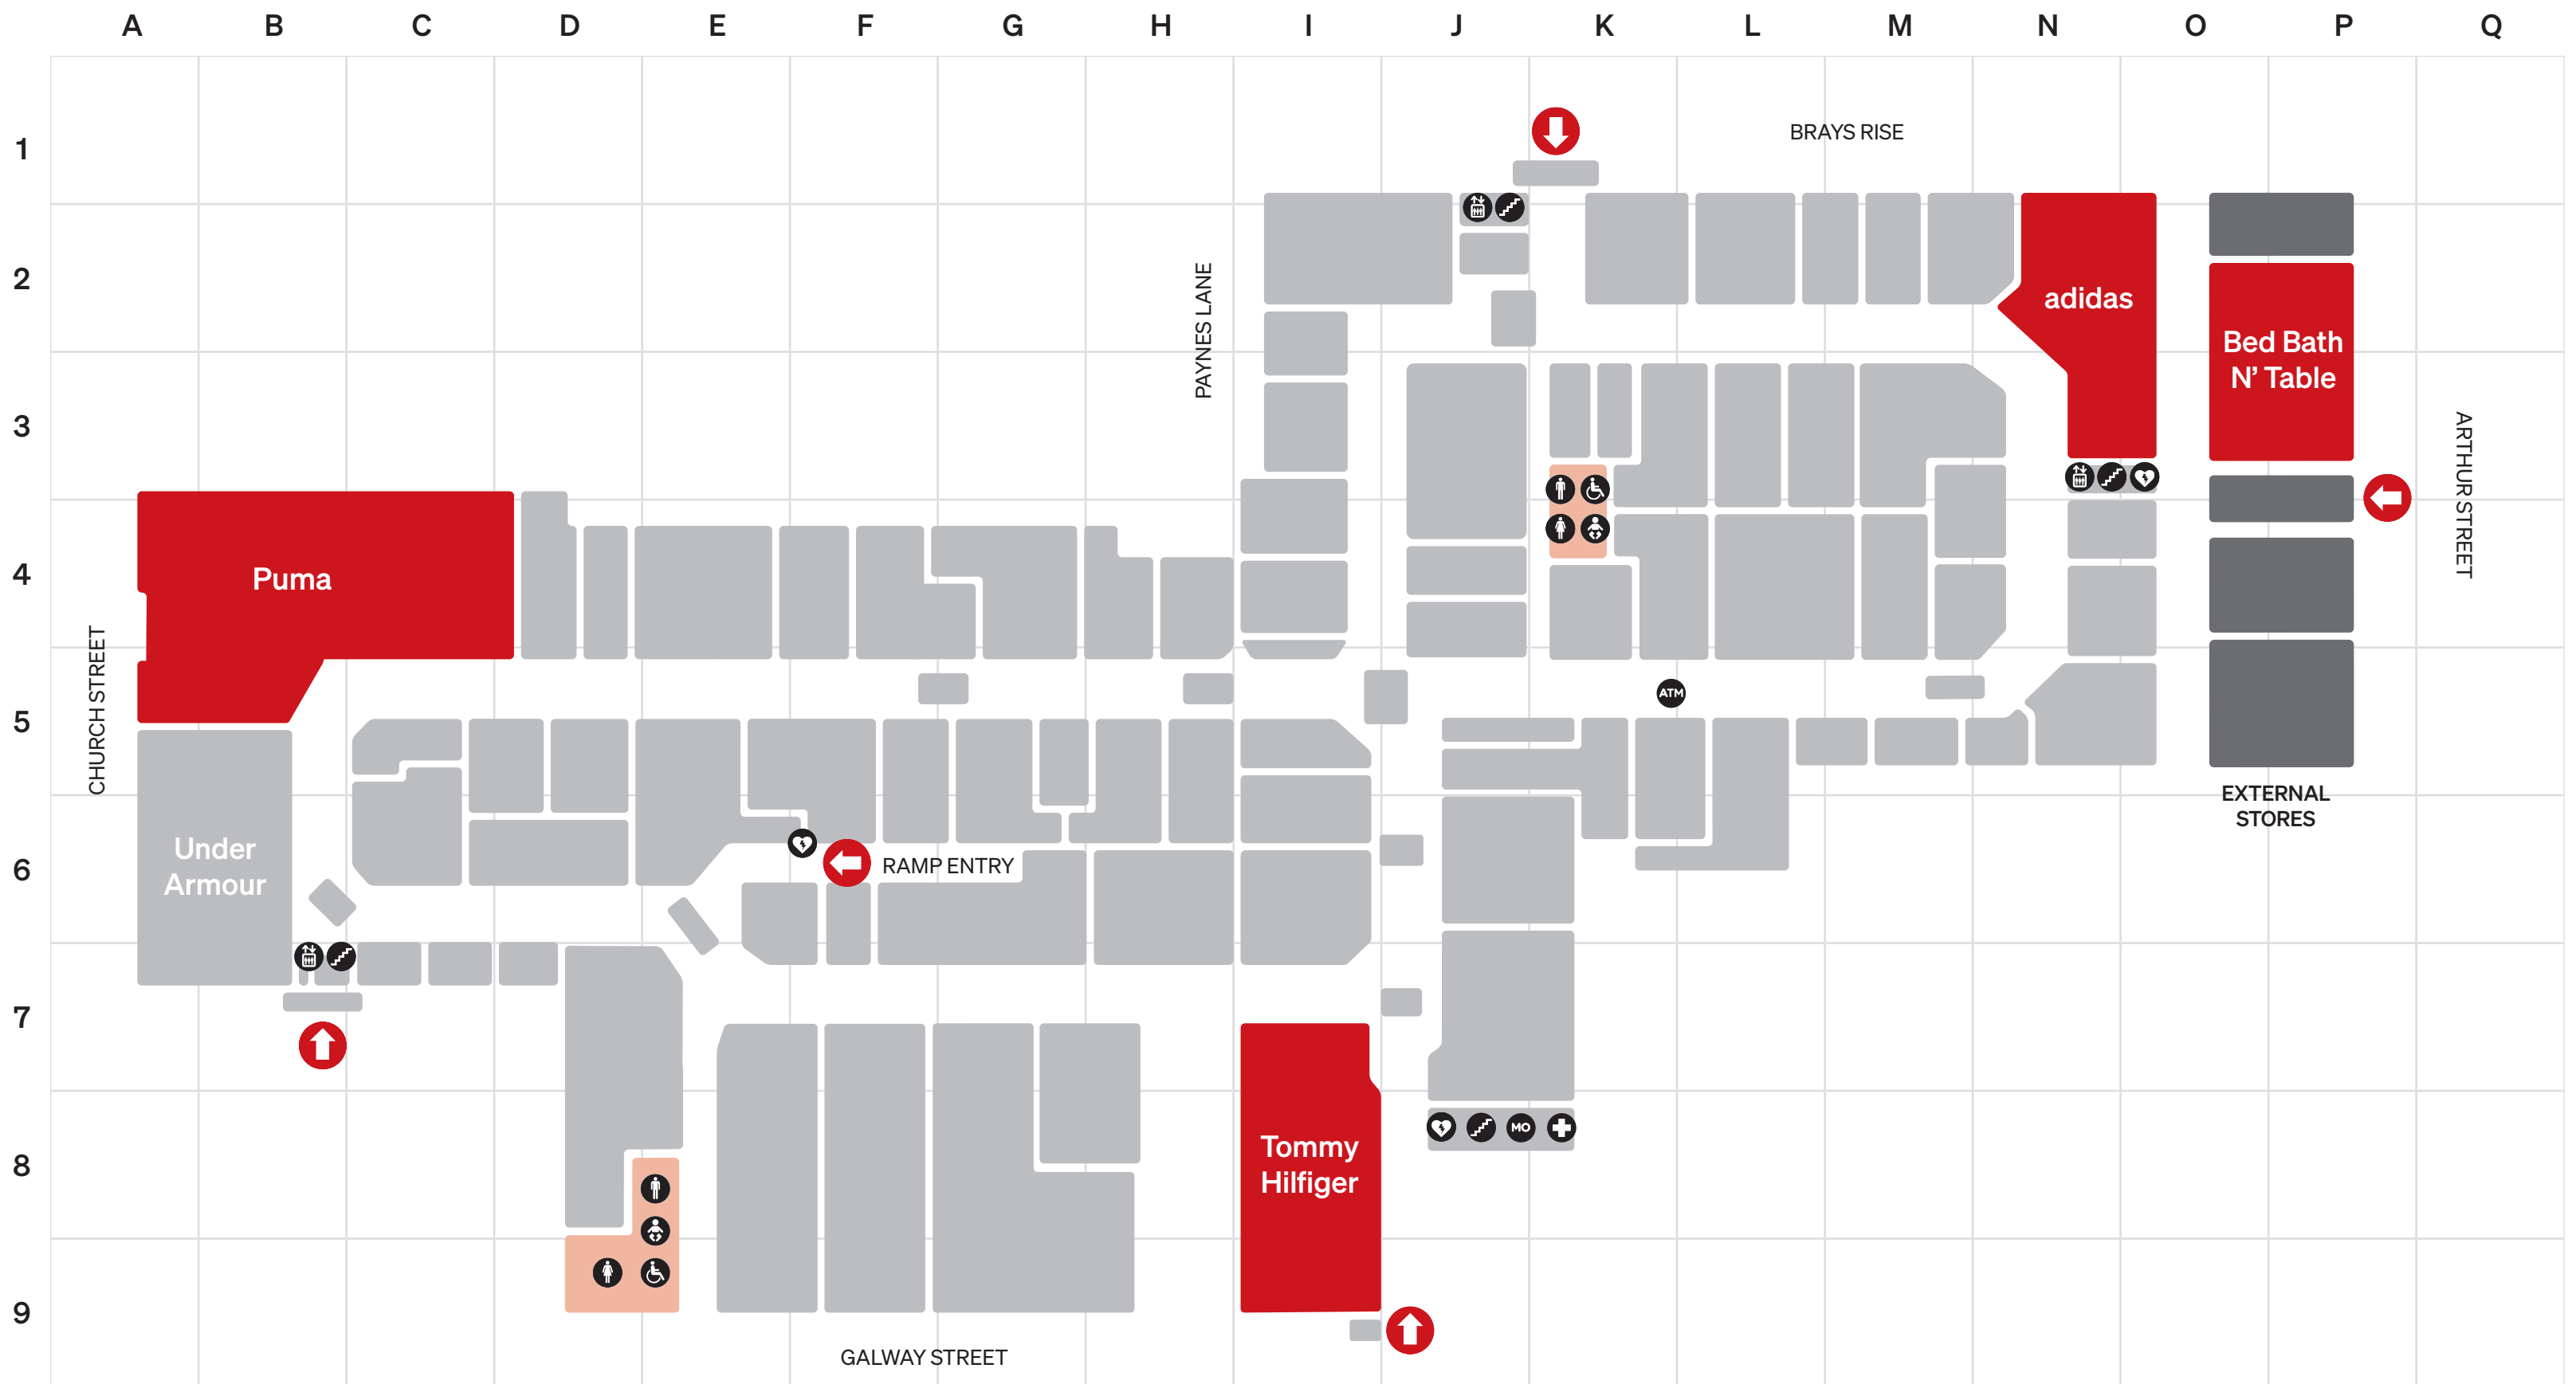 A B C D E F G H I J K L M N O P Q
1
BRAYS RISE
2
PAYNES LANE
adidas
Bed Bath
N’ Table
3
ARTHUR STREET
4
Puma
CHURCH STREET
5
ATM
EXTERNAL
STORES
6
Under
Armour
RAMP ENTRY
7
MO
8
Tommy
Hilfiger
9
GALWAY STREET